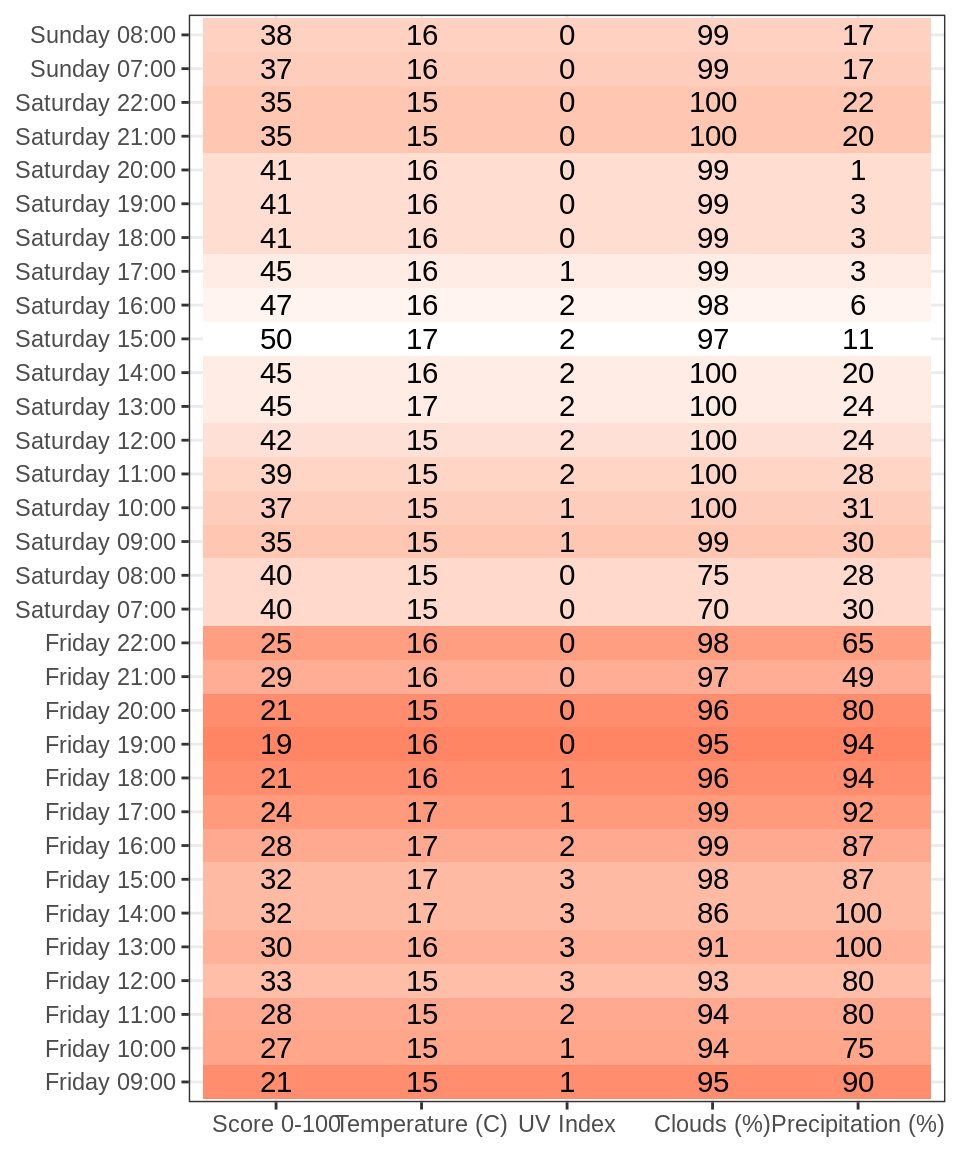 Sunday 08:00 38 16 0 99 17
Sunday 07:00 37 16 0 99 17
Saturday 22:00 35 15 0 100 22
Saturday 21:00 35 15 0 100 20
Saturday 20:00 41 16 0 99 1
Saturday 19:00 41 16 0 99 3
Saturday 18:00 41 16 0 99 3
Saturday 17:00 45 16 1 99 3
Saturday 16:00 47 16 2 98 6
Saturday 15:00 50 17 2 97 11
Saturday 14:00 45 16 2 100 20
Saturday 13:00 45 17 2 100 24
Saturday 12:00 42 15 2 100 24
Saturday 11:00 39 15 2 100 28
Saturday 10:00 37 15 1 100 31
Saturday 09:00 35 15 1 99 30
Saturday 08:00 40 15 0 75 28
Saturday 07:00 40 15 0 70 30
Friday 22:00 25 16 0 98 65
Friday 21:00 29 16 0 97 49
Friday 20:00 21 15 0 96 80
Friday 19:00 19 16 0 95 94
Friday 18:00 21 16 1 96 94
Friday 17:00 24 17 1 99 92
Friday 16:00 28 17 2 99 87
Friday 15:00 32 17 3 98 87
Friday 14:00 32 17 3 86 100
Friday 13:00 30 16 3 91 100
Friday 12:00 33 15 3 93 80
Friday 11:00 28 15 2 94 80
Friday 10:00 27 15 1 94 75
Friday 09:00 21 15 1 95 90
Score 0-100 Temperature (C) UV Index Clouds (%) Precipitation (%)